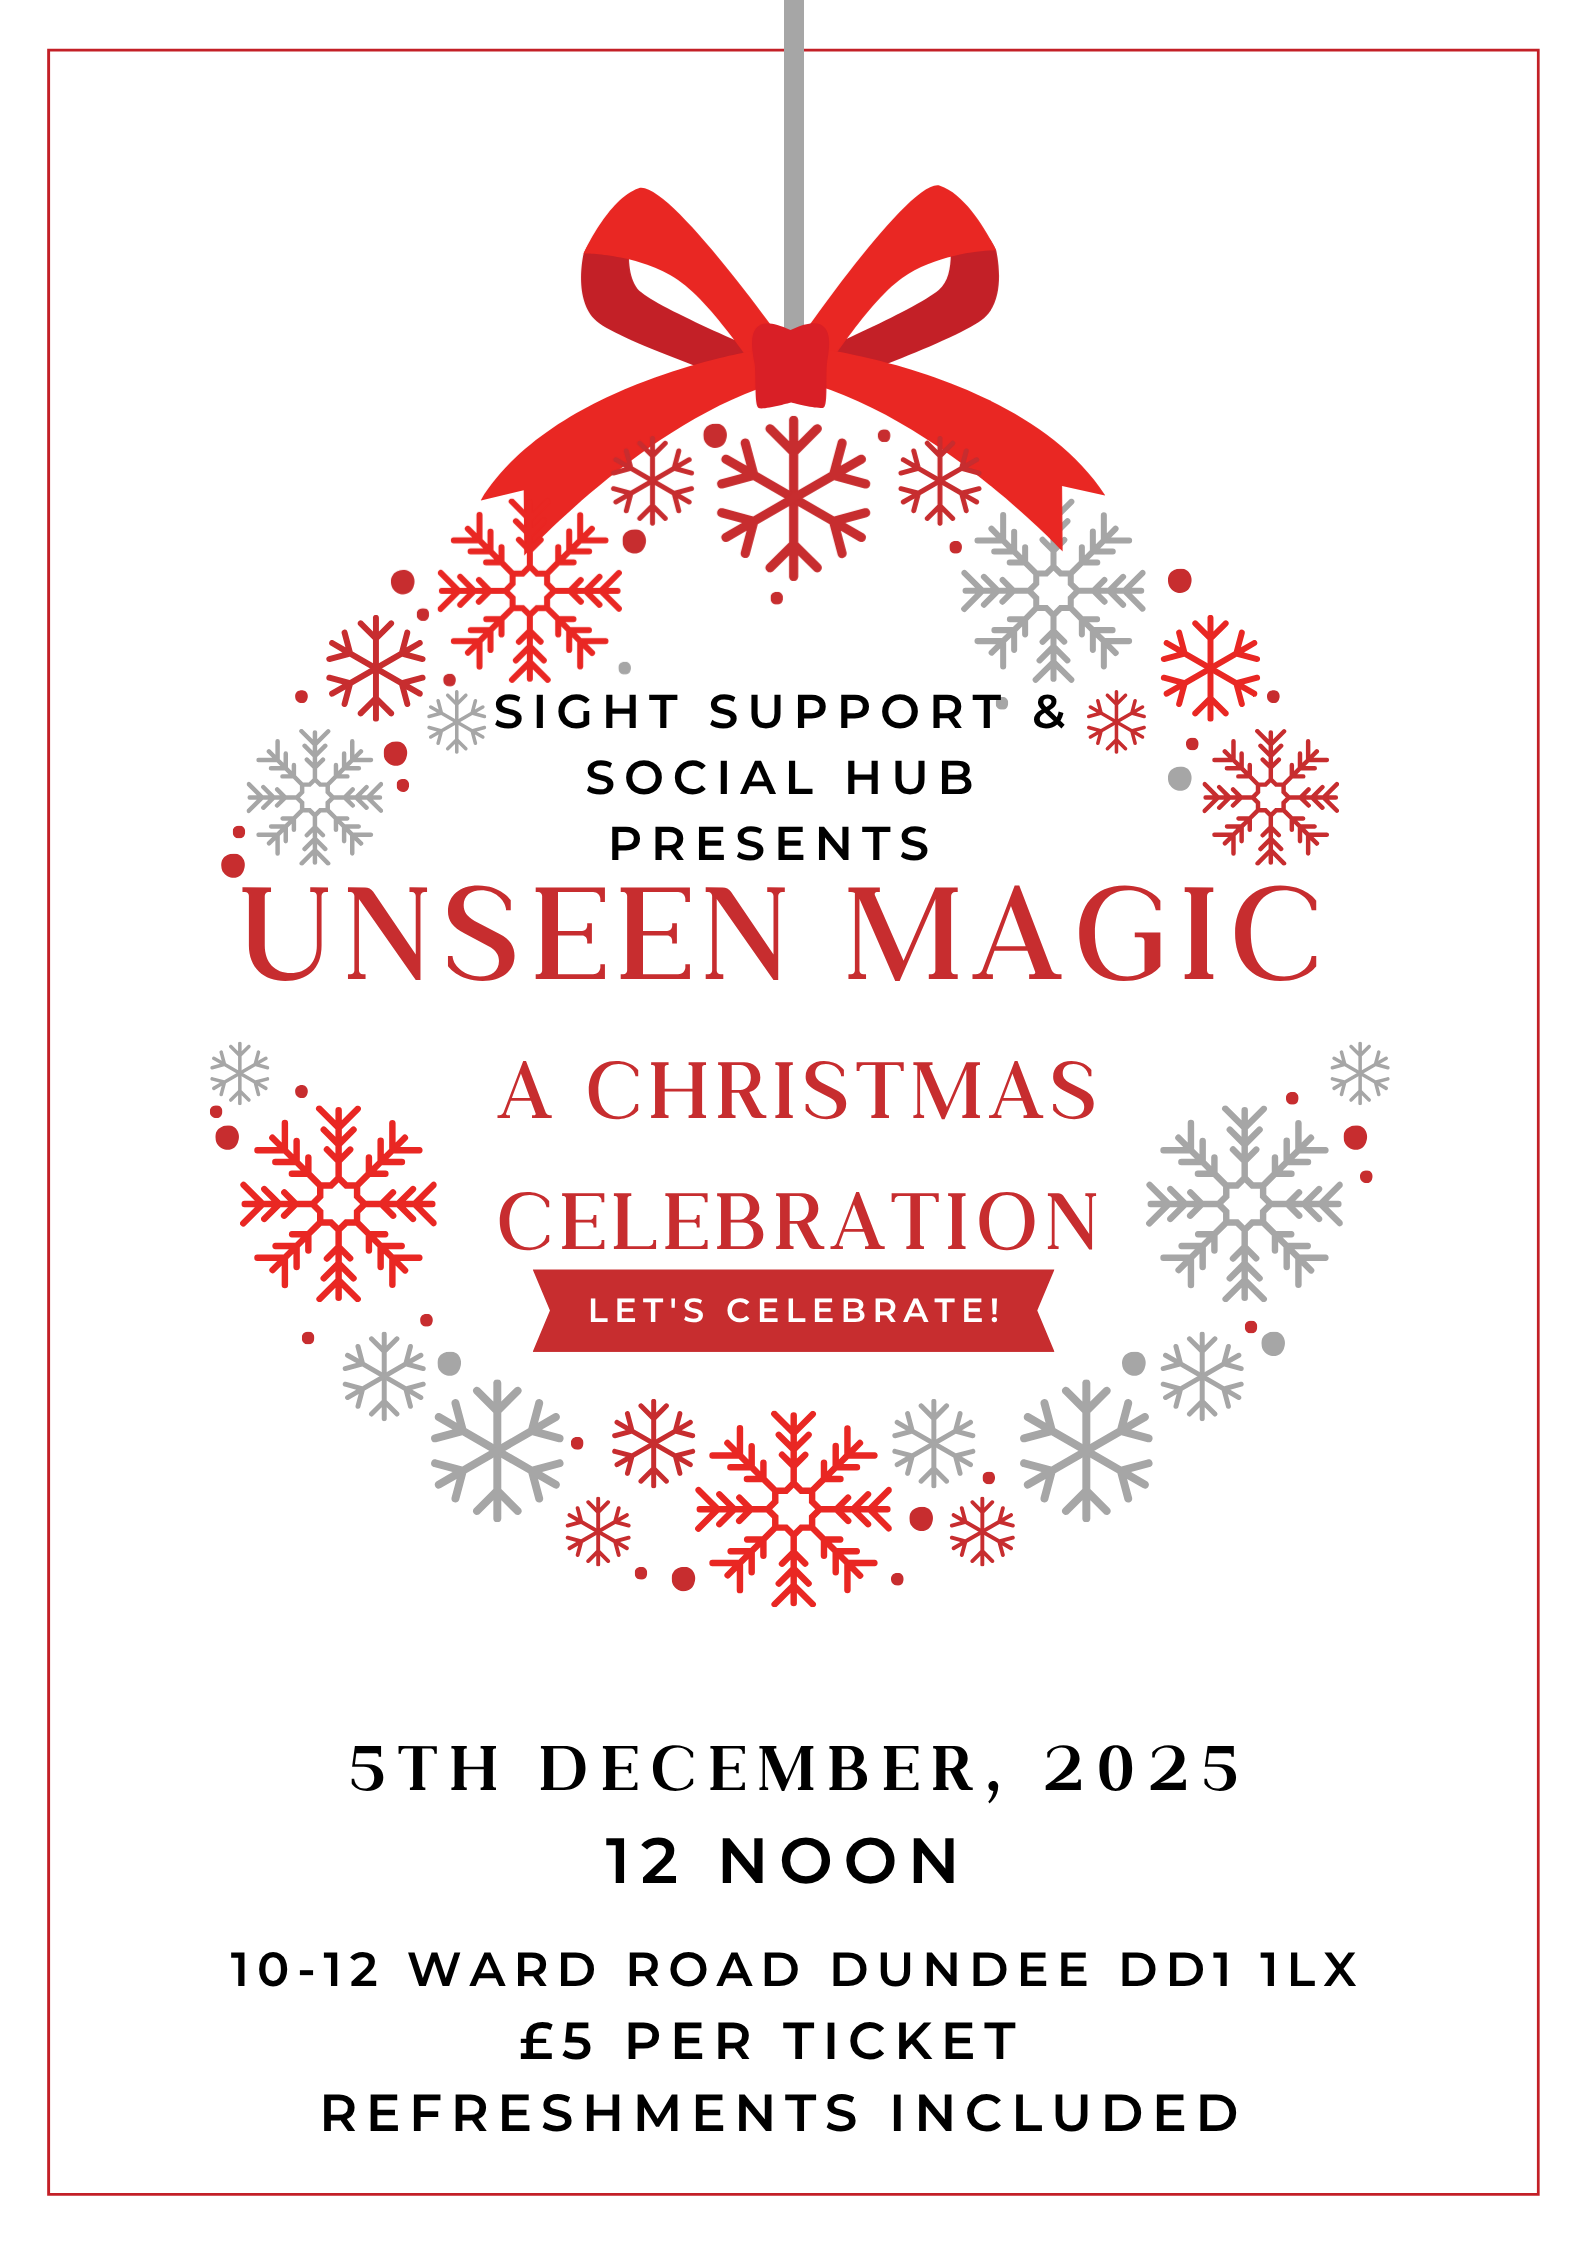 SIGHT SUPPORT &
SOCIAL HUB
PRESENTS
UNSEEN MAGIC
A CHRISTMAS
CELEBRATION
LET'S CELEBRATE!
5TH DECEMBER, 2025
12 NOON
10-12 WARD ROAD DUNDEE DD1 1LX
£5 PER TICKET
REFRESHMENTS INCLUDED